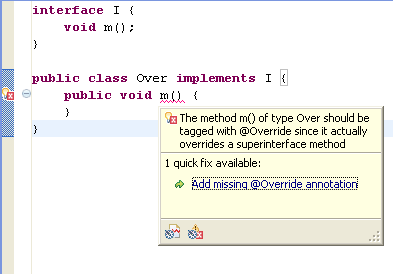 interface I {
void m();
}
public class Over implements I {
public void m() {
}
}
The method m() of type Over should be
tagged with @Override since it actually
overrides a superinterface method
1 quick fix available:
Add missing @Override annotation